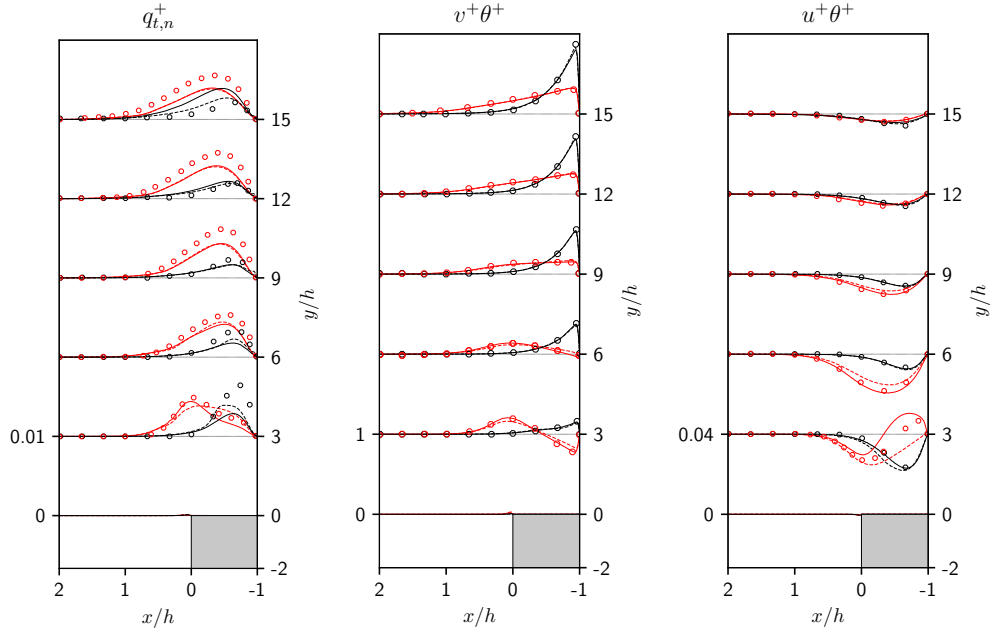 q⁺ₜ,ₙ v⁺θ⁺ u⁺θ⁺
15 15 15
12 12 12
9 9 9
y/h y/h y/h
6 6 6
0.01 3 1 3 0.04 3
0 0 0 0 0 0
-2 -2 -2
2 1 0 -1 2 1 0 -1 2 1 0 -1
x/h x/h x/h